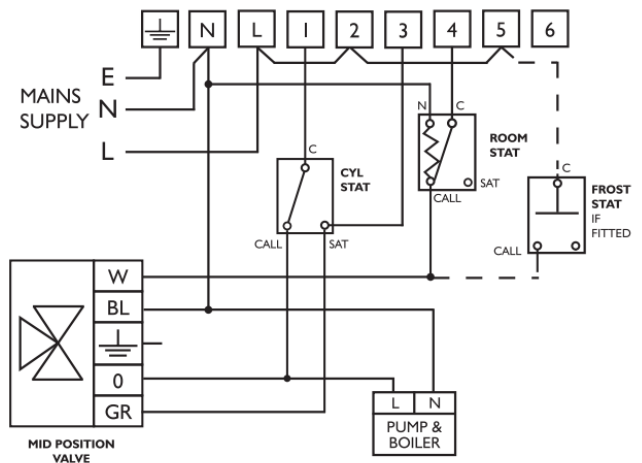 N L 1 2 3 4 5 6
E
MAINS
SUPPLY
N
L
N C
ROOM
STAT
SAT
CALL
C
CYL
STAT
CALL SAT
C
FROST
STAT
IF
FITTED
CALL
W
BL
0
GR
MID POSITION
VALVE
L N
PUMP &
BOILER